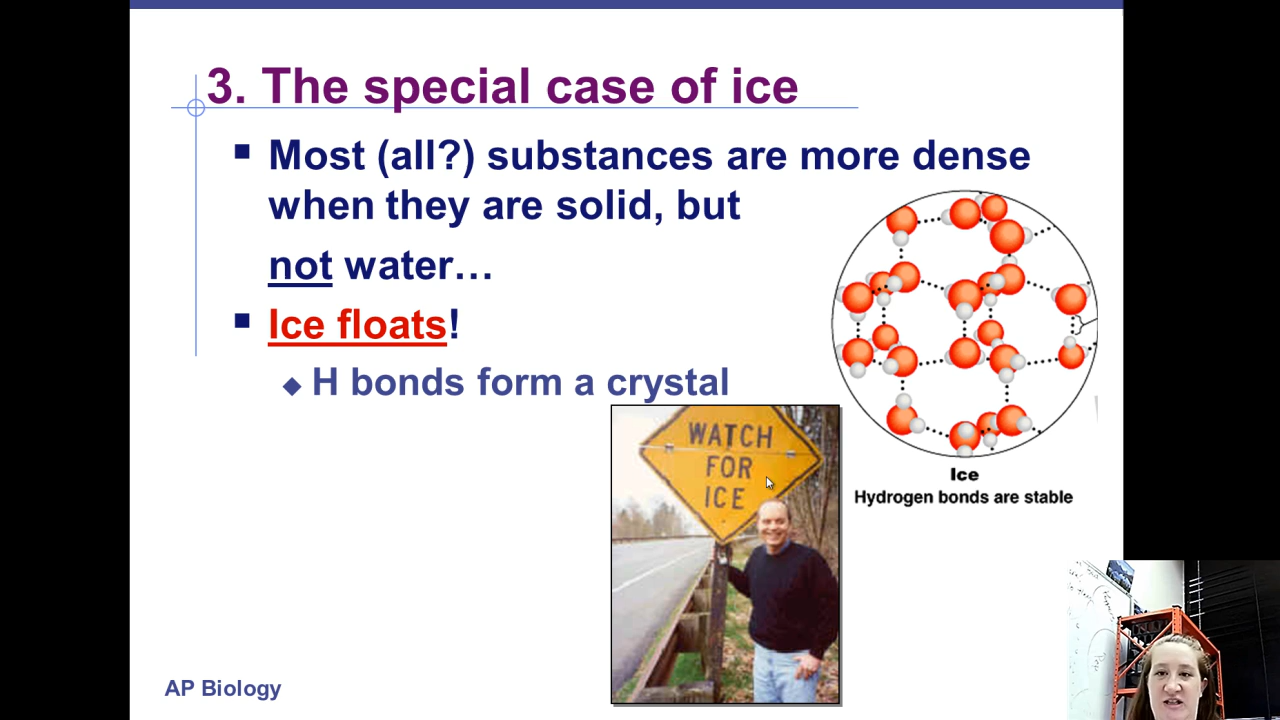 3. The special case of ice
Most (all?) substances are more dense
when they are solid, but
not water…
Ice floats!
H bonds form a crystal
WATCH
FOR
ICE
Ice
Hydrogen bonds are stable
AP Biology